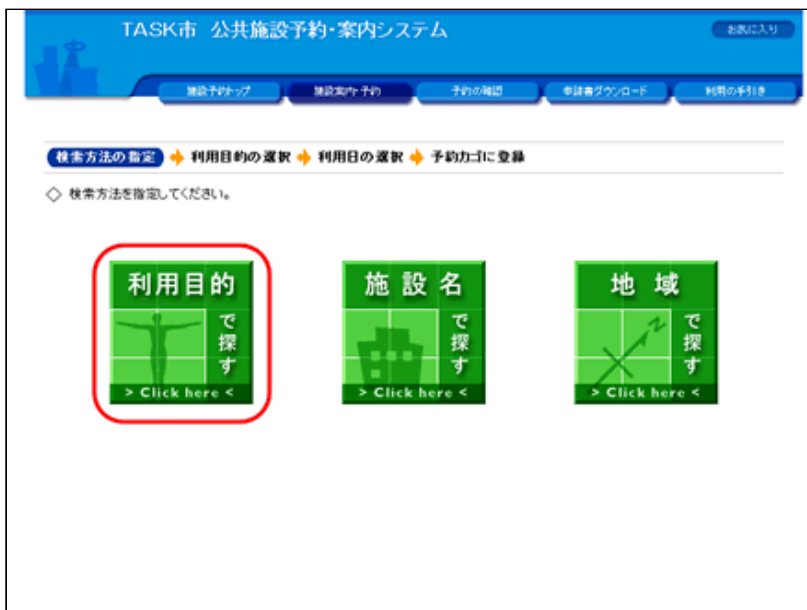 TASK市 公共施設予約・案内システム
お気に入り
施設予約トップ 施設案内・予約 予約の確認 申請書ダウンロード 利用の手引き
検索方法の指定 利用目的の選択 利用日の選択 予約カゴに登録
◇ 検索方法を指定してください。
利用目的
で探す
> Click here <
施設名
で探す
> Click here <
地域
で探す
> Click here <